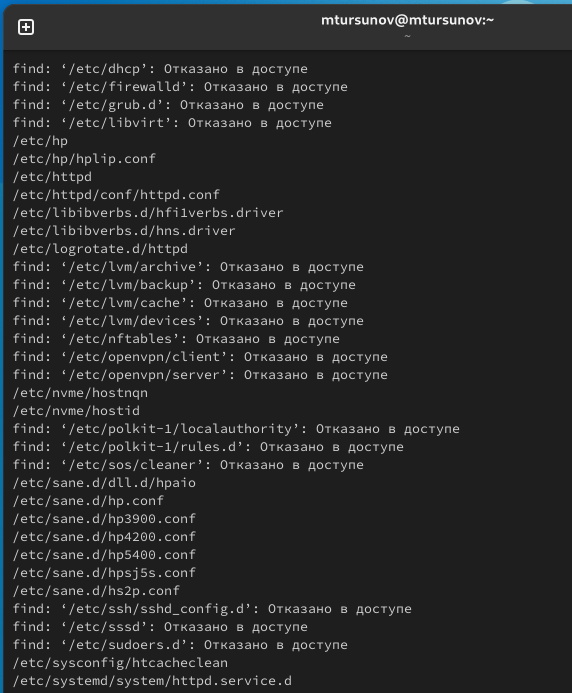 mtursunov@mtursunov:~
~
find: ‘/etc/dhcp’: Отказано в доступе
find: ‘/etc/firewalld’: Отказано в доступе
find: ‘/etc/grub.d’: Отказано в доступе
find: ‘/etc/libvirt’: Отказано в доступе
/etc/hp
/etc/hp/hplip.conf
/etc/httpd
/etc/httpd/conf/httpd.conf
/etc/libibverbs.d/hfi1verbs.driver
/etc/libibverbs.d/hns.driver
/etc/logrotate.d/httpd
find: ‘/etc/lvm/archive’: Отказано в доступе
find: ‘/etc/lvm/backup’: Отказано в доступе
find: ‘/etc/lvm/cache’: Отказано в доступе
find: ‘/etc/lvm/devices’: Отказано в доступе
find: ‘/etc/nftables’: Отказано в доступе
find: ‘/etc/openvpn/client’: Отказано в доступе
find: ‘/etc/openvpn/server’: Отказано в доступе
/etc/nvme/hostnqn
/etc/nvme/hostid
find: ‘/etc/polkit-1/localauthority’: Отказано в доступе
find: ‘/etc/polkit-1/rules.d’: Отказано в доступе
find: ‘/etc/sos/cleaner’: Отказано в доступе
/etc/sane.d/dll.d/hpaio
/etc/sane.d/hp.conf
/etc/sane.d/hp3900.conf
/etc/sane.d/hp4200.conf
/etc/sane.d/hp5400.conf
/etc/sane.d/hpsj5s.conf
/etc/sane.d/hs2p.conf
find: ‘/etc/ssh/sshd_config.d’: Отказано в доступе
find: ‘/etc/sssd’: Отказано в доступе
find: ‘/etc/sudoers.d’: Отказано в доступе
/etc/sysconfig/htcacheclean
/etc/systemd/system/httpd.service.d